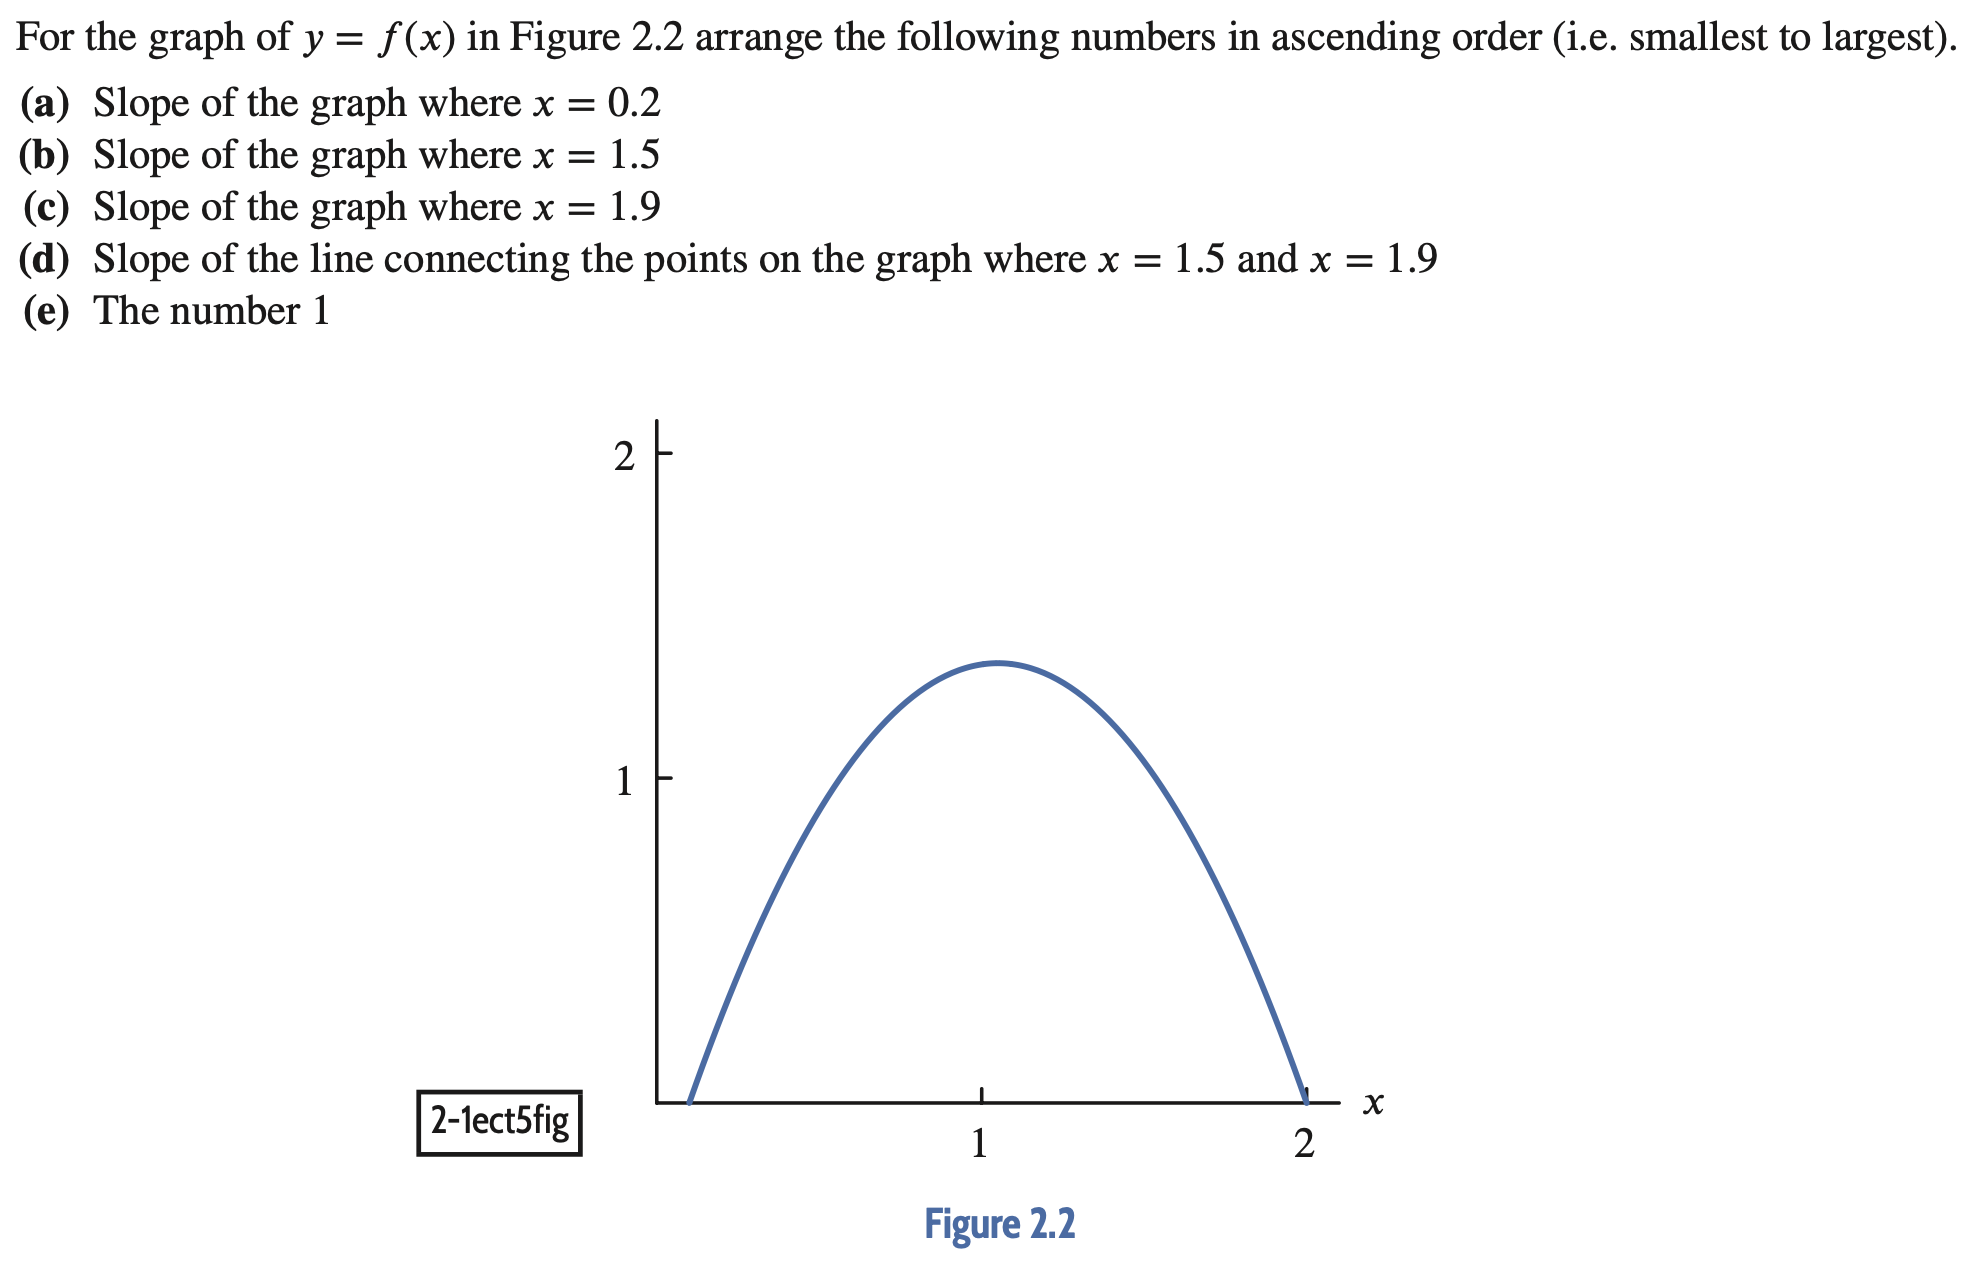 For the graph of y = f(x) in Figure 2.2 arrange the following numbers in ascending order (i.e. smallest to largest).
(a) Slope of the graph where x = 0.2
(b) Slope of the graph where x = 1.5
(c) Slope of the graph where x = 1.9
(d) Slope of the line connecting the points on the graph where x = 1.5 and x = 1.9
(e) The number 1
2
1
x
2-1ect5fig
1 2
Figure 2.2